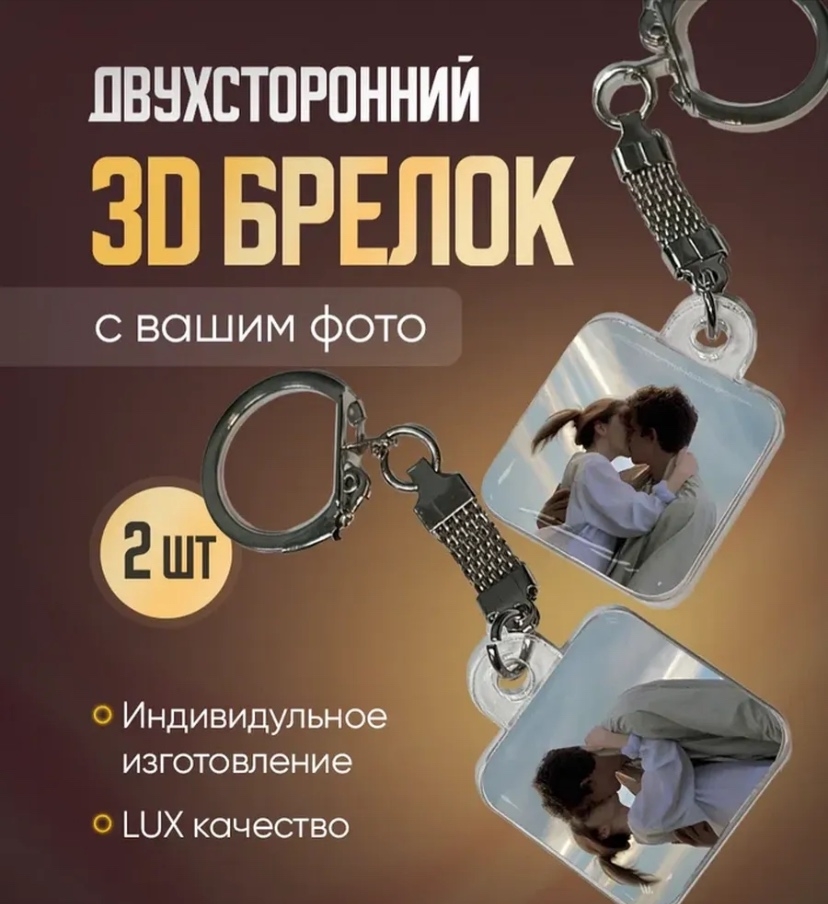 ДВУХСТОРОННИЙ
3D БРЕЛОК
с вашим фото
2 шт
Индивидульное
изготовление
LUX качество